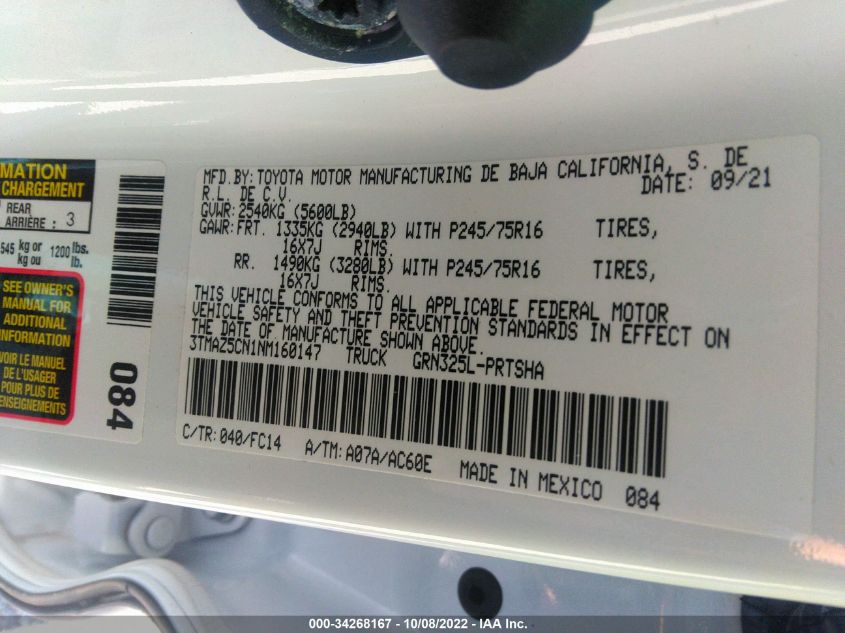 MATION
CHARGEMENT
REAR
ARRIÈRE : 3
545 kg or 1200 lbs.
kg ou lb.
SEE OWNER'S
MANUAL FOR
ADDITIONAL
INFORMATION
VOIR LE MANUEL
DE L'USAGER
POUR PLUS DE
RENSEIGNEMENTS
084
MFD.BY:TOYOTA MOTOR MANUFACTURING DE BAJA CALIFORNIA, S. DE
R.L. DE C.V. DATE: 09/21
GVWR:2540KG (5600LB)
GAWR:FRT. 1335KG (2940LB) WITH P245/75R16 TIRES,
16X7J RIMS.
RR. 1490KG (3280LB) WITH P245/75R16 TIRES,
16X7J RIMS.
THIS VEHICLE CONFORMS TO ALL APPLICABLE FEDERAL MOTOR
VEHICLE SAFETY AND THEFT PREVENTION STANDARDS IN EFFECT ON
THE DATE OF MANUFACTURE SHOWN ABOVE.
3TMAZ5CN1NM160147 TRUCK GRN325L-PRTSHA
C/TR:040/FC14 A/TM:A07A/AC60E MADE IN MEXICO 084
000-34268167 - 10/08/2022 - IAA Inc.